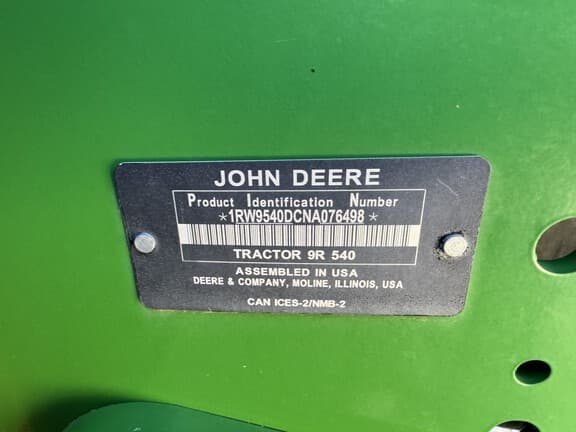 JOHN DEERE
Product Identification Number
*1RW9540DCNA076498*
TRACTOR 9R 540
ASSEMBLED IN USA
DEERE & COMPANY, MOLINE, ILLINOIS, USA
CAN ICES-2/NMB-2